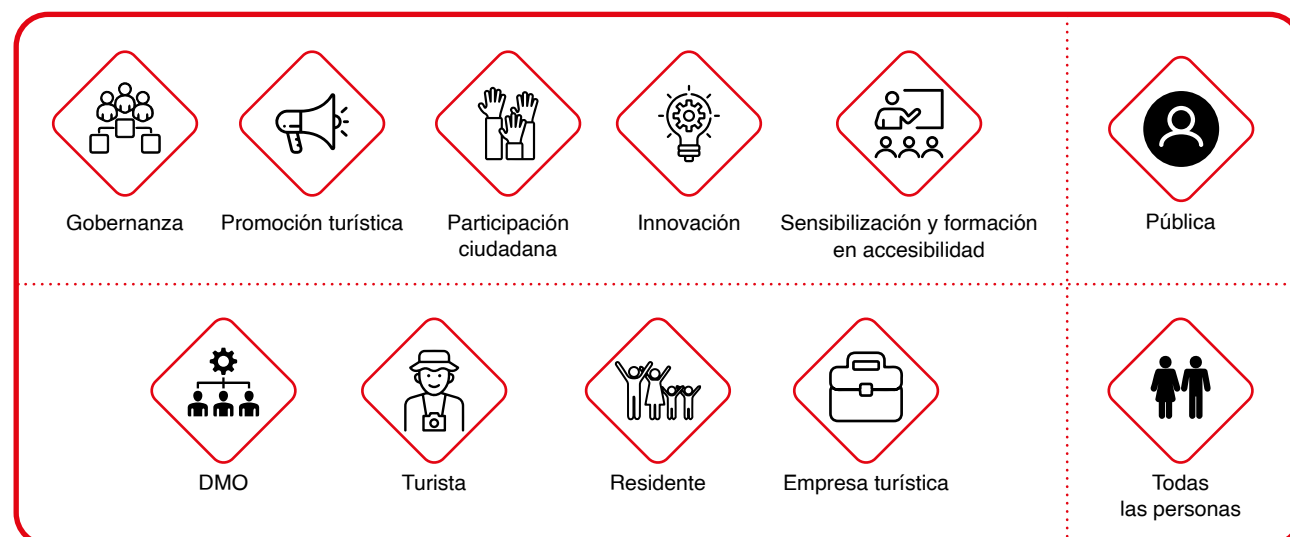 Gobernanza
Promoción turística
Participación
ciudadana
Innovación
Sensibilización y formación
en accesibilidad
Pública
DMO
Turista
Residente
Empresa turística
Todas
las personas